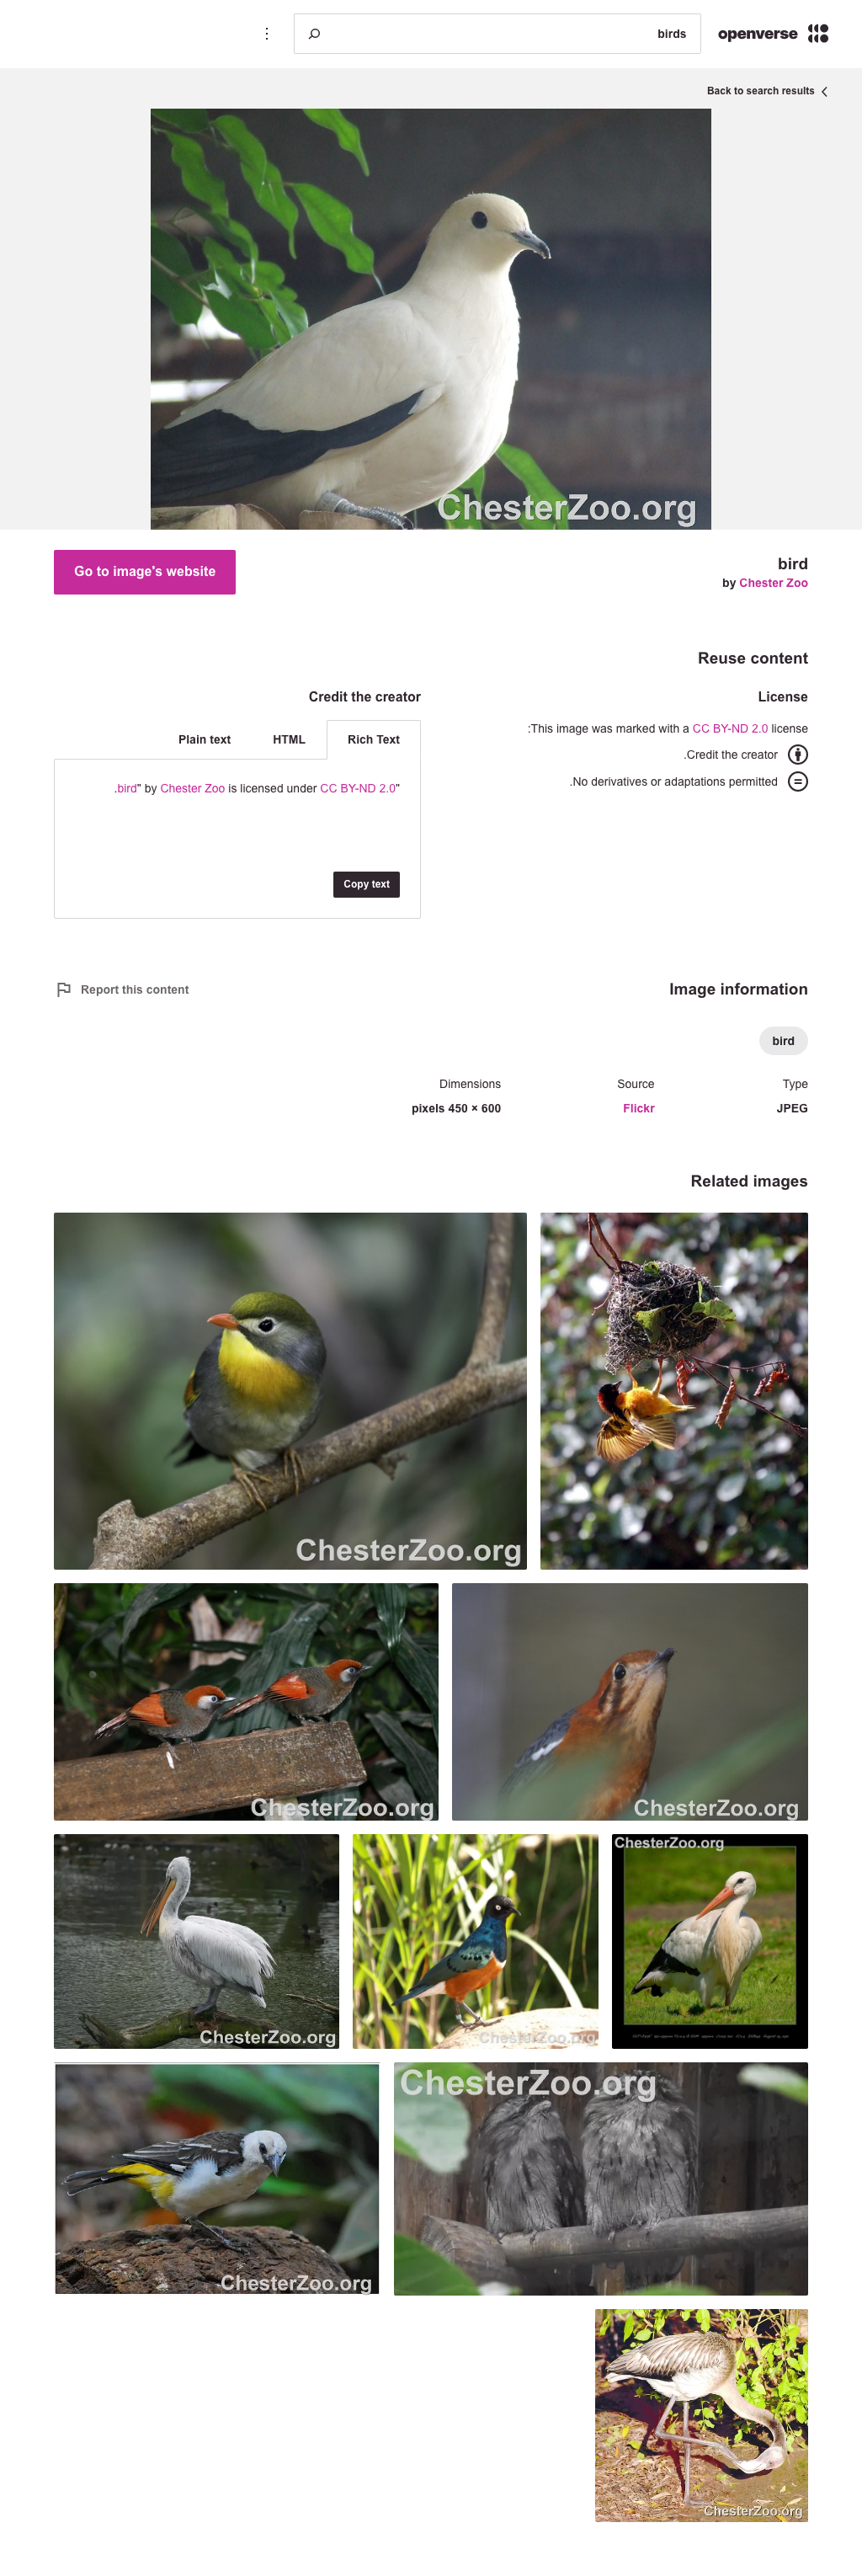 birds
openverse
Back to search results
ChesterZoo.org
Go to image's website
bird
by Chester Zoo
Reuse content
License
:This image was marked with a CC BY-ND 2.0 license
.Credit the creator
.No derivatives or adaptations permitted
Credit the creator
Rich Text
HTML
Plain text
.bird" by Chester Zoo is licensed under CC BY-ND 2.0"
Copy text
Image information
Report this content
bird
Type
JPEG
Source
Flickr
Dimensions
pixels 450 × 600
Related images
ChesterZoo.org
ChesterZoo.org
ChesterZoo.org
ChesterZoo.org
ChesterZoo.org
ChesterZoo.org
ChesterZoo.org
ChesterZoo.org
ChesterZoo.org